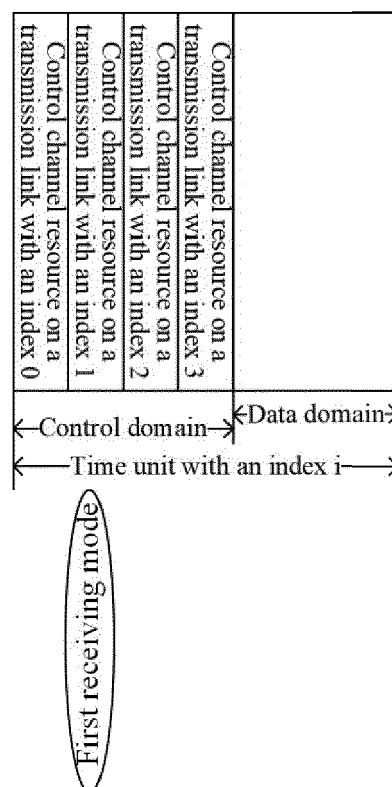 Control channel resource on a
transmission link with an index 0
Control channel resource on a
transmission link with an index 1
Control channel resource on a
transmission link with an index 2
Control channel resource on a
transmission link with an index 3
Control domain
Data domain
Time unit with an index i
First receiving mode